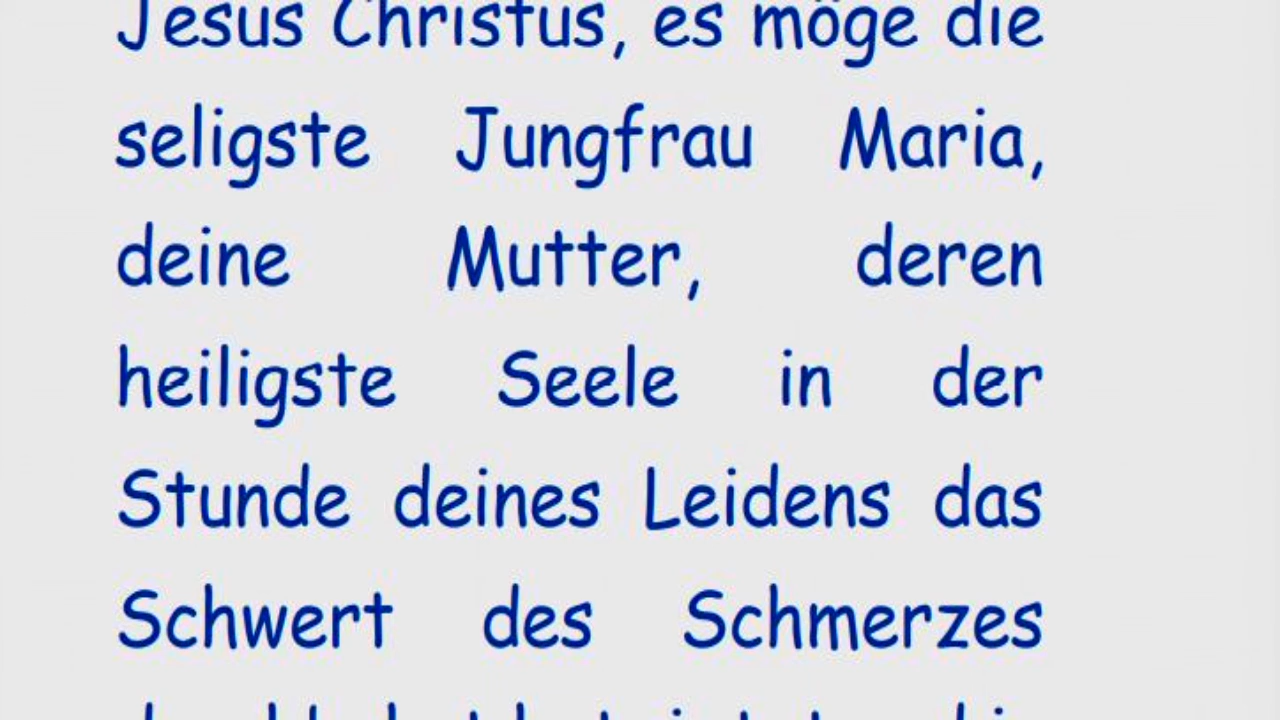 Jesus Christus, es möge die
seligste Jungfrau Maria,
deine Mutter, deren
heiligste Seele in der
Stunde deines Leidens das
Schwert des Schmerzes